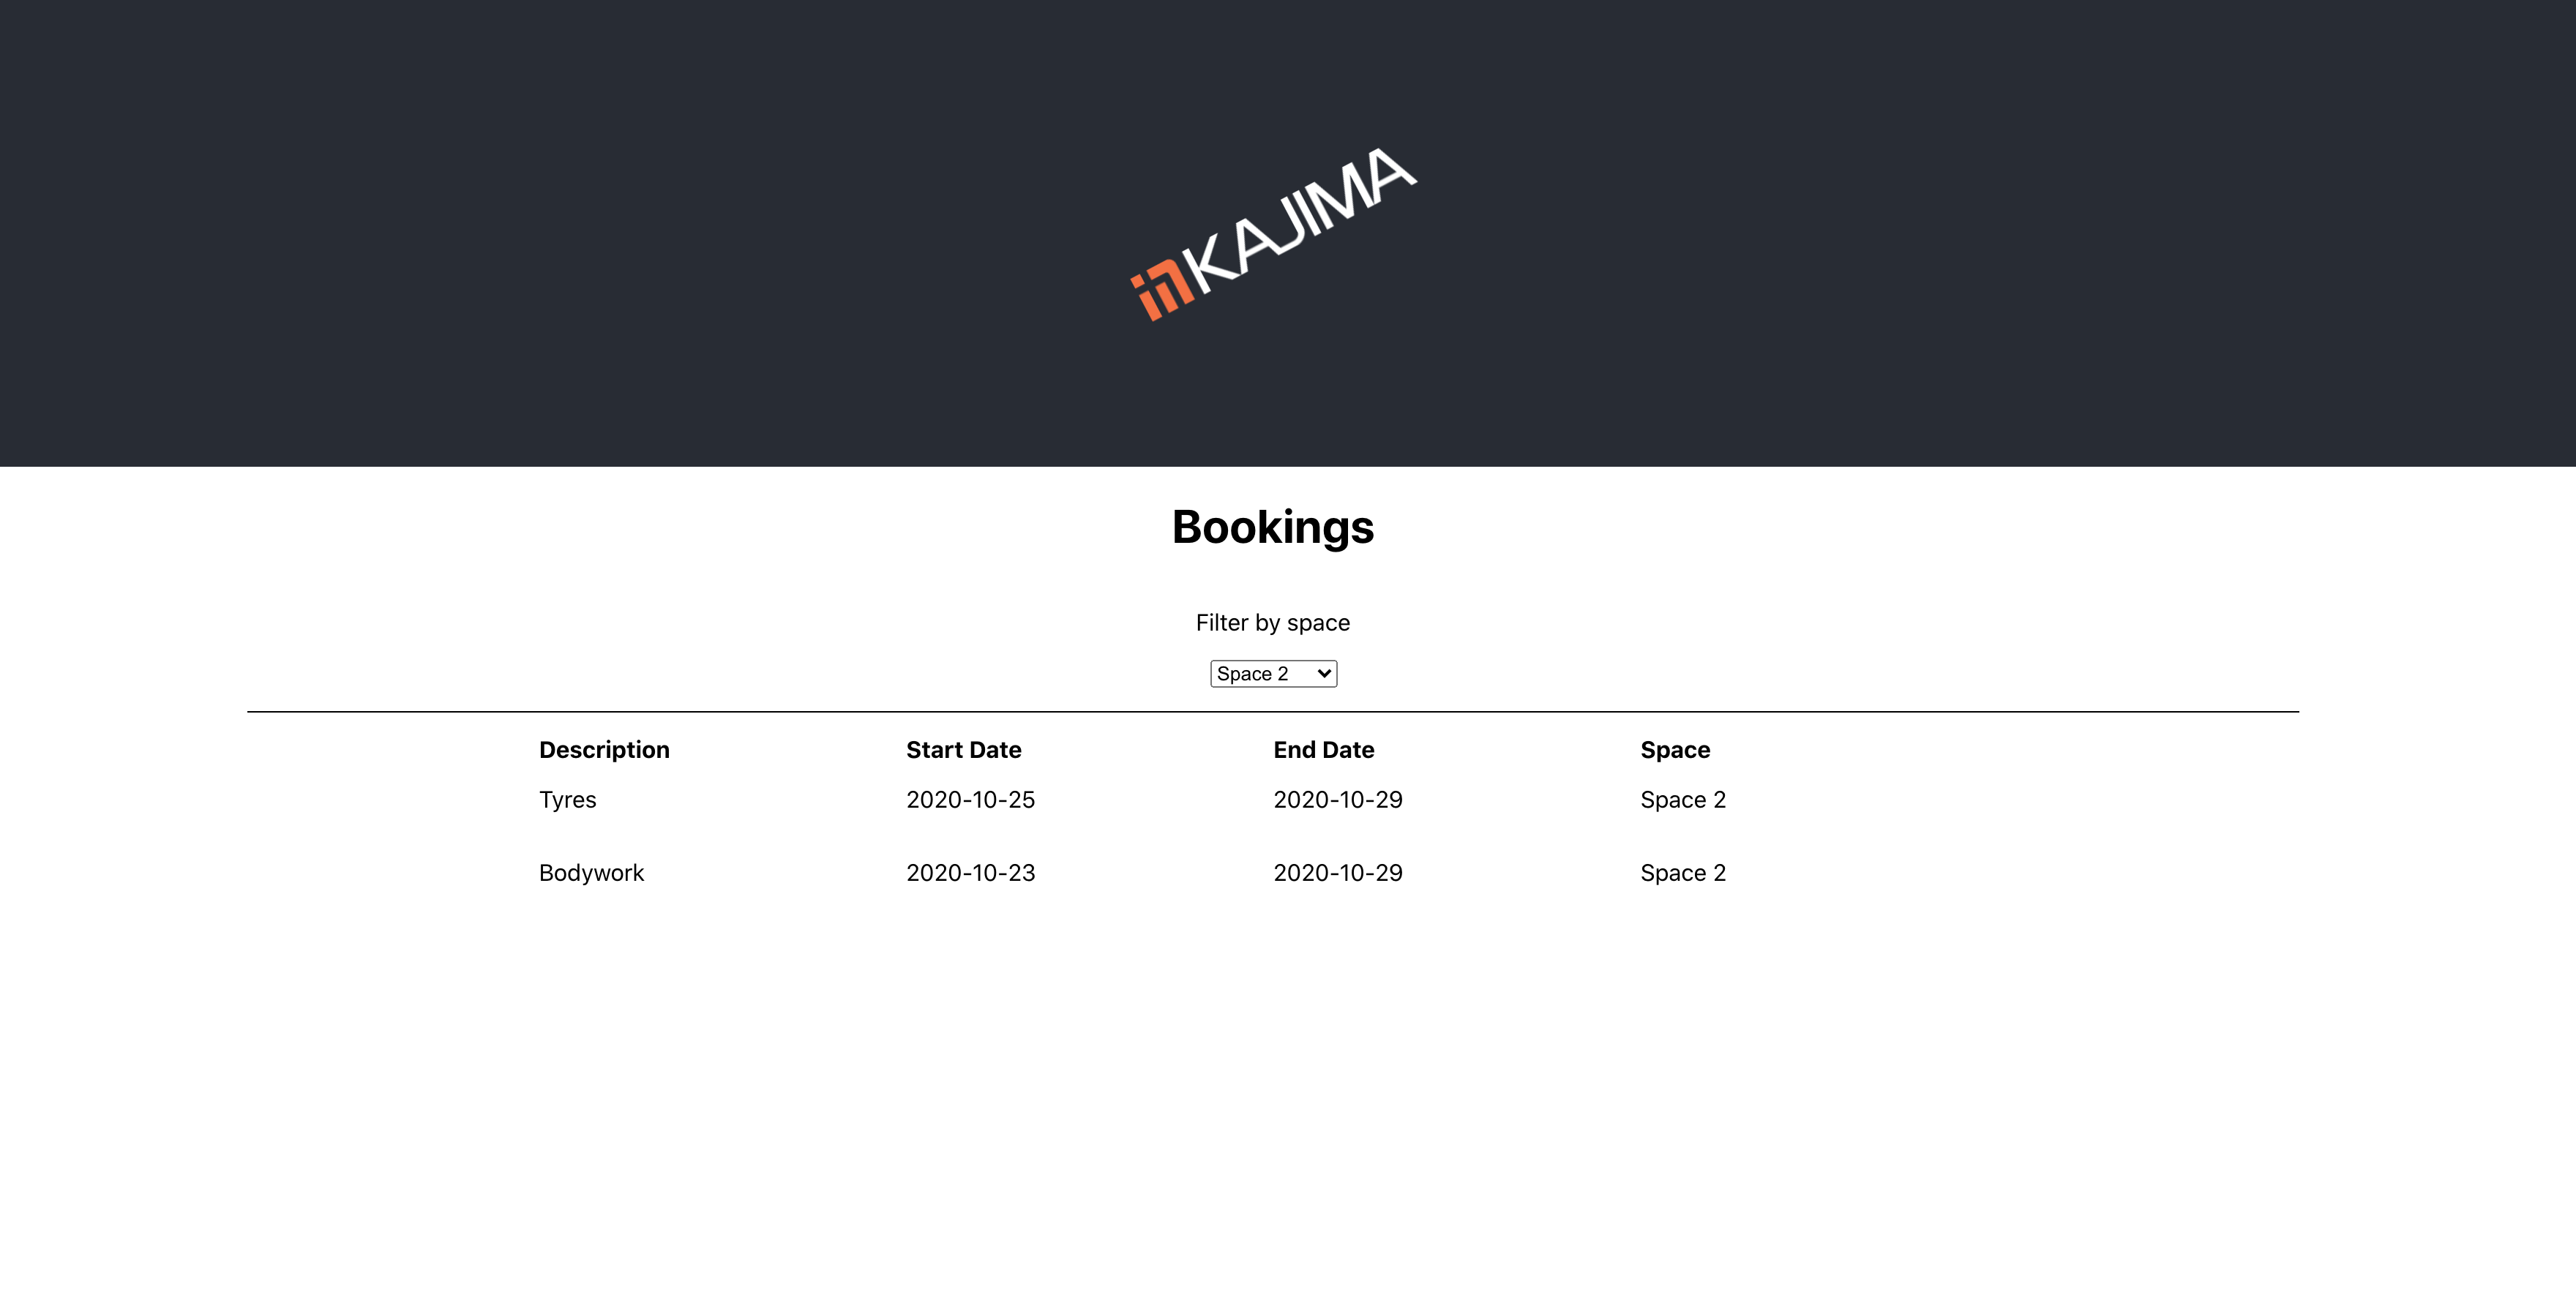 KAJIMA
Bookings
Filter by space
Space 2
Description Start Date End Date Space
Tyres 2020-10-25 2020-10-29 Space 2
Bodywork 2020-10-23 2020-10-29 Space 2